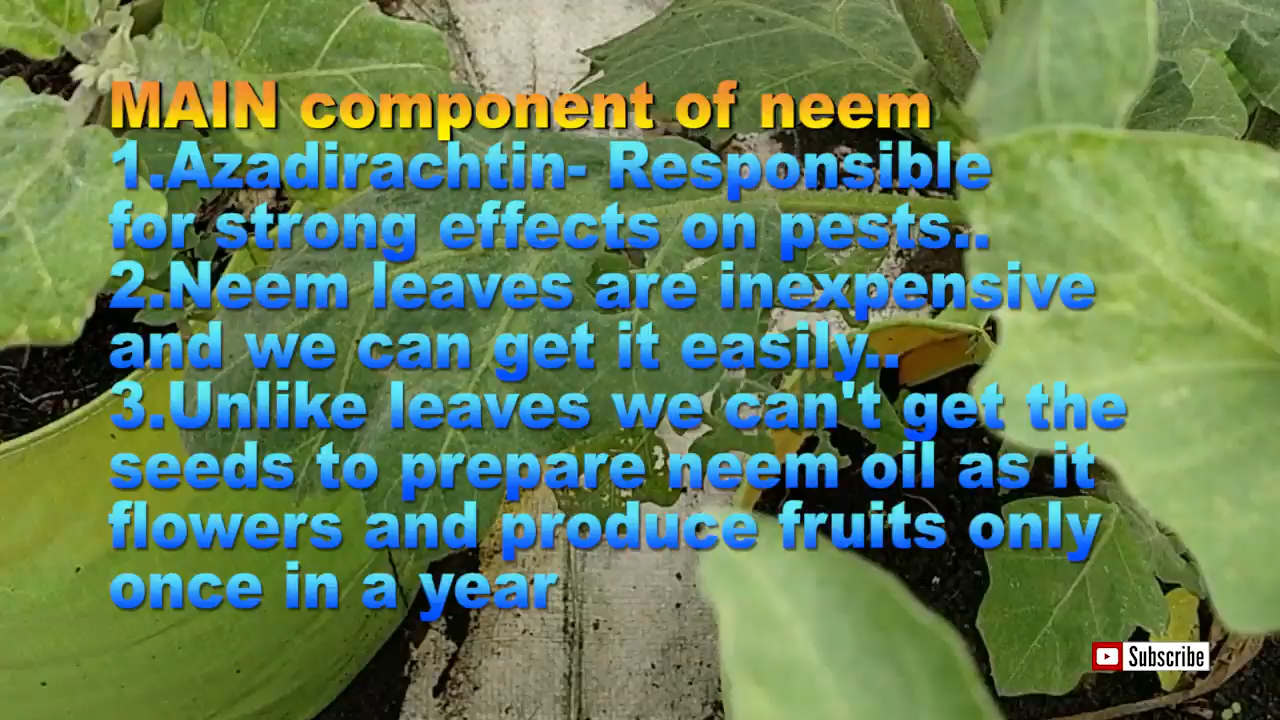 MAIN component of neem
1.Azadirachtin- Responsible
for strong effects on pests..
2.Neem leaves are inexpensive
and we can get it easily..
3.Unlike leaves we can't get the
seeds to prepare neem oil as it
flowers and produce fruits only
once in a year
Subscribe